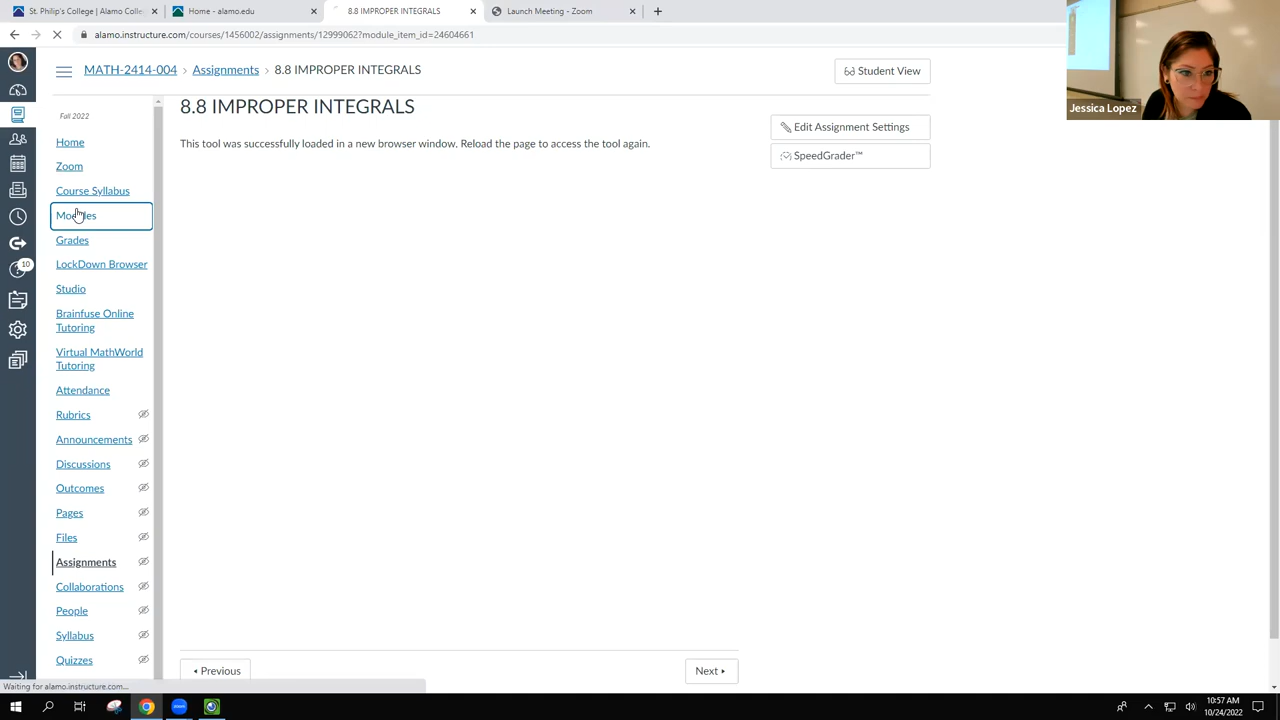 St. Philip's College | Alamo Colle
Home - alamo.edu
8.8 IMPROPER INTEGRALS
Launch Meeting - Zoom
alamo.instructure.com/courses/1456002/assignments/12999062?module_item_id=24604661
MATH-2414-004 › Assignments › 8.8 IMPROPER INTEGRALS
Student View
Jessica Lopez
Fall 2022
8.8 IMPROPER INTEGRALS
Edit Assignment Settings
This tool was successfully loaded in a new browser window. Reload the page to access the tool again.
SpeedGrader™
Home
Zoom
Course Syllabus
Modules
Grades
LockDown Browser
10
Studio
Brainfuse Online
Tutoring
Virtual MathWorld
Tutoring
Attendance
Rubrics
Announcements
Discussions
Outcomes
Pages
Files
Assignments
Collaborations
People
Syllabus
Quizzes
Previous
Next
Waiting for alamo.instructure.com...
zoom
10:57 AM
10/24/2022